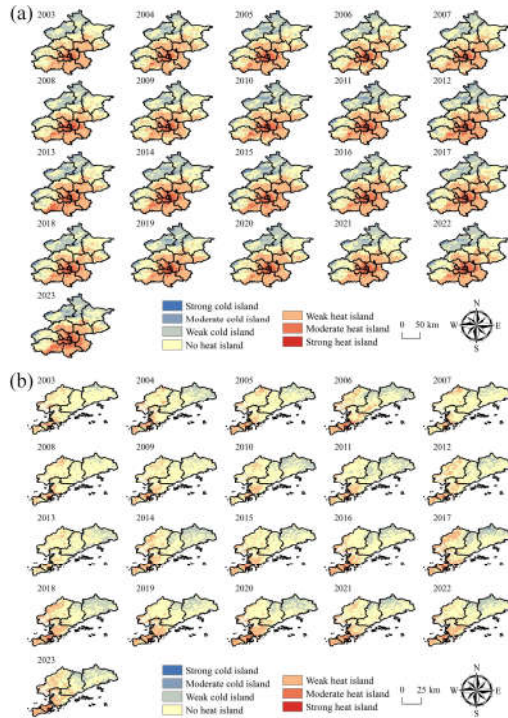 (a)
2003 2004 2005 2006 2007
2008 2009 2010 2011 2012
2013 2014 2015 2016 2017
2018 2019 2020 2021 2022
2023
Strong cold island
Moderate cold island
Weak cold island
No heat island
Weak heat island
Moderate heat island
Strong heat island
0 50 km
N
W E
S
(b)
2003 2004 2005 2006 2007
2008 2009 2010 2011 2012
2013 2014 2015 2016 2017
2018 2019 2020 2021 2022
2023
Strong cold island
Moderate cold island
Weak cold island
No heat island
Weak heat island
Moderate heat island
Strong heat island
0 25 km
N
W E
S